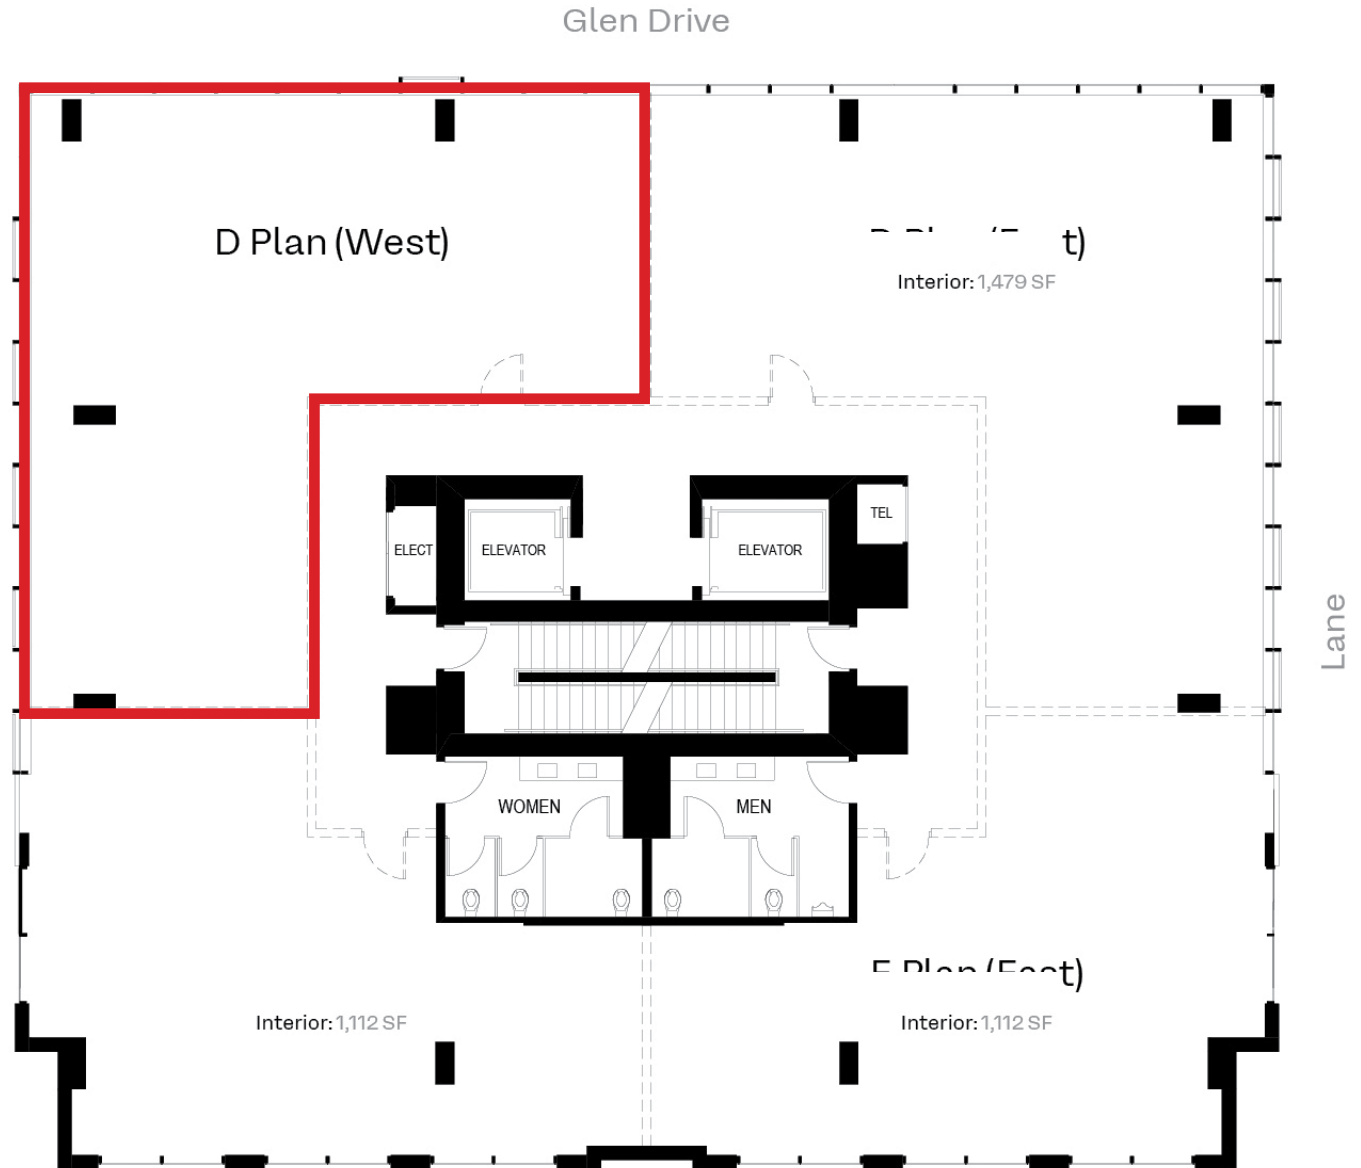 Glen Drive
D Plan (West)
t)
Interior: 1,479 SF
TEL
ELECT
ELEVATOR
ELEVATOR
Lane
WOMEN
MEN
t)
Interior: 1,112 SF
Interior: 1,112 SF